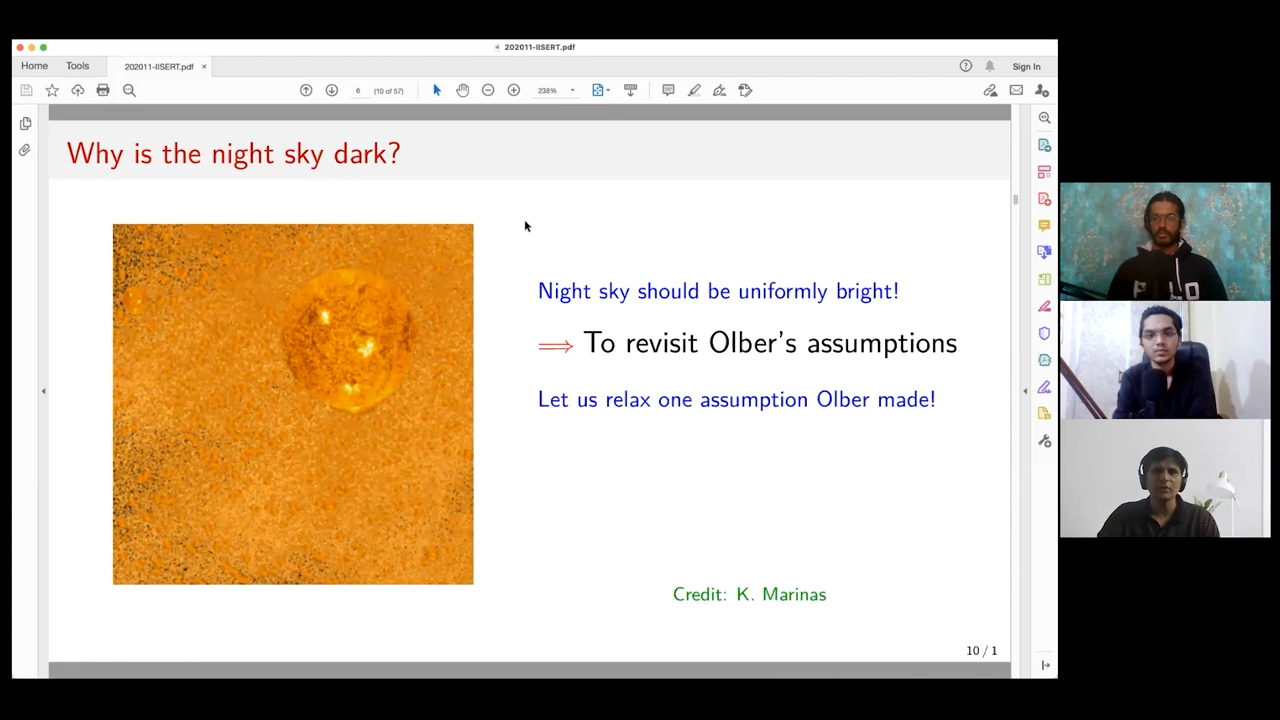 202011-IISERT.pdf
Home Tools 202011-IISERT.pdf × Sign In
6 (10 of 57) 238%
Why is the night sky dark?
Night sky should be uniformly bright!
⟹ To revisit Olber's assumptions
Let us relax one assumption Olber made!
Credit: K. Marinas
10 / 1